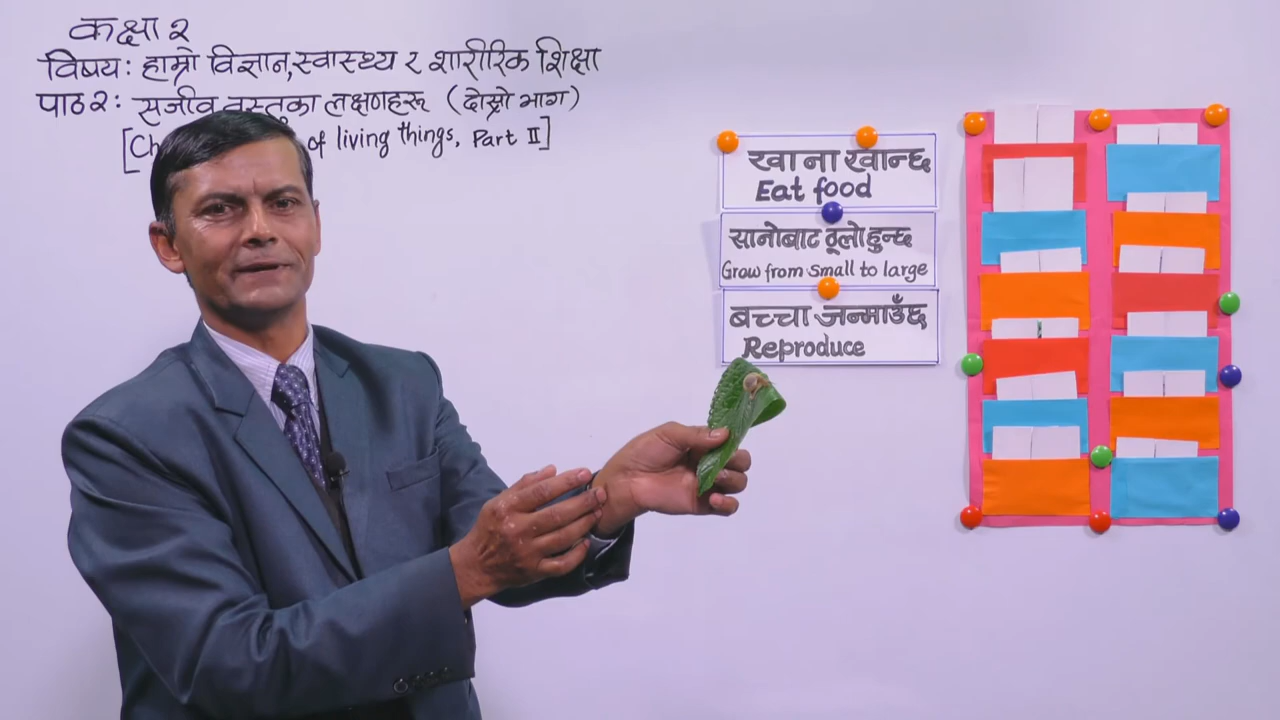 कक्षा २
विषय: हाम्रो विज्ञान, स्वास्थ्य र शारीरिक शिक्षा
पाठ २: सजीव वस्तुका लक्षणहरू (दोस्रो भाग)
of living things, Part II]
खाना खान्छ
Eat food
सानोबाट ठूलो हुन्छ
Grow from small to large
बच्चा जन्माउँछ
Reproduce